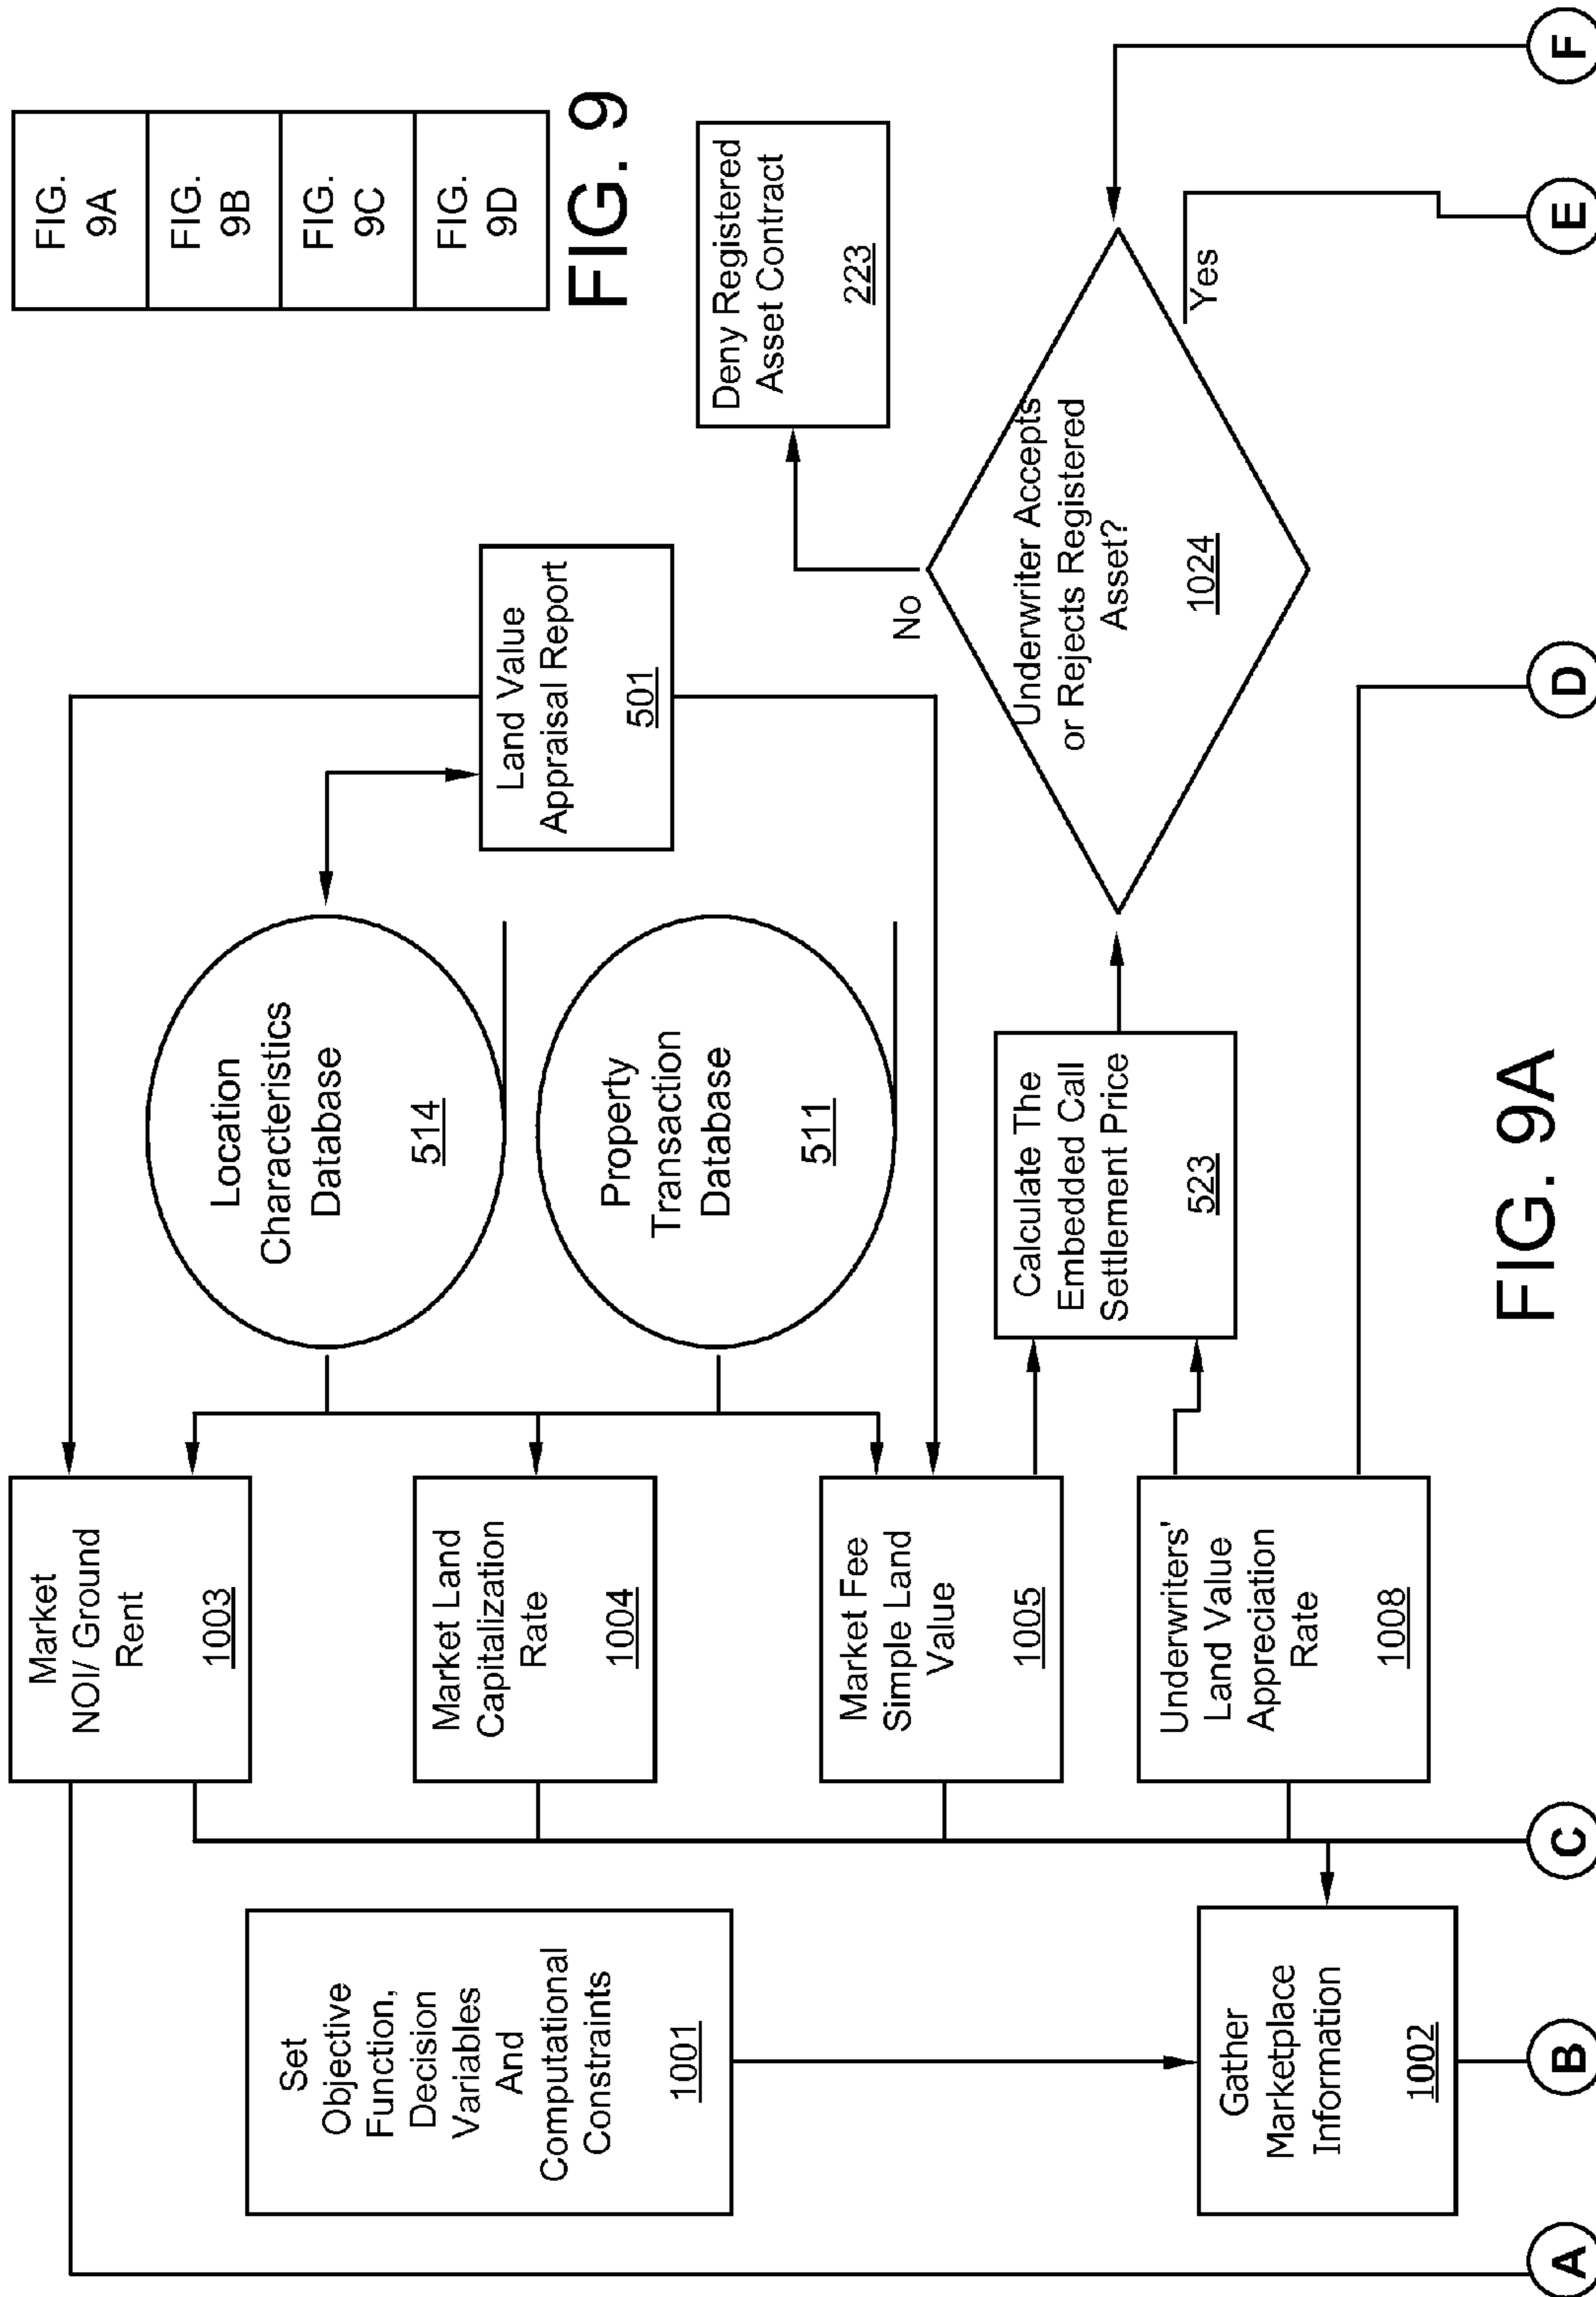 FIG.
9A
FIG.
9B
FIG.
9C
FIG.
9D
FIG. 9
Set
Objective
Function,
Decision
Variables
And
Computational
Constraints
1001
Gather
Marketplace
Information
1002
Market
NOI/ Ground
Rent
1003
Market Land
Capitalization
Rate
1004
Market Fee
Simple Land
Value
1005
Underwriters'
Land Value
Appreciation
Rate
1008
Location
Characteristics
Database
514
Property
Transaction
Database
511
Land Value
Appraisal Report
501
Calculate The
Embedded Call
Settlement Price
523
Deny Registered
Asset Contract
223
No
Underwriter Accepts
or Rejects Registered
Asset?
1024
Yes
A
B
C
D
E
F
FIG. 9A